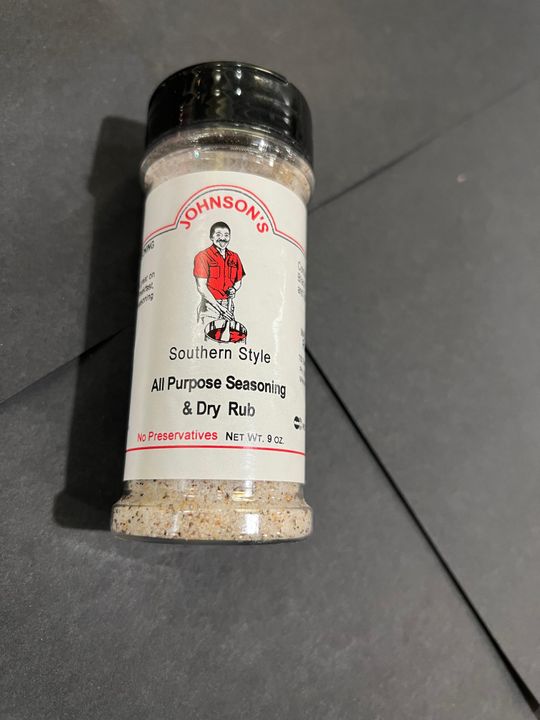 JOHNSON'S
Southern Style
All Purpose Seasoning
& Dry Rub
No Preservatives NET WT. 9 OZ.